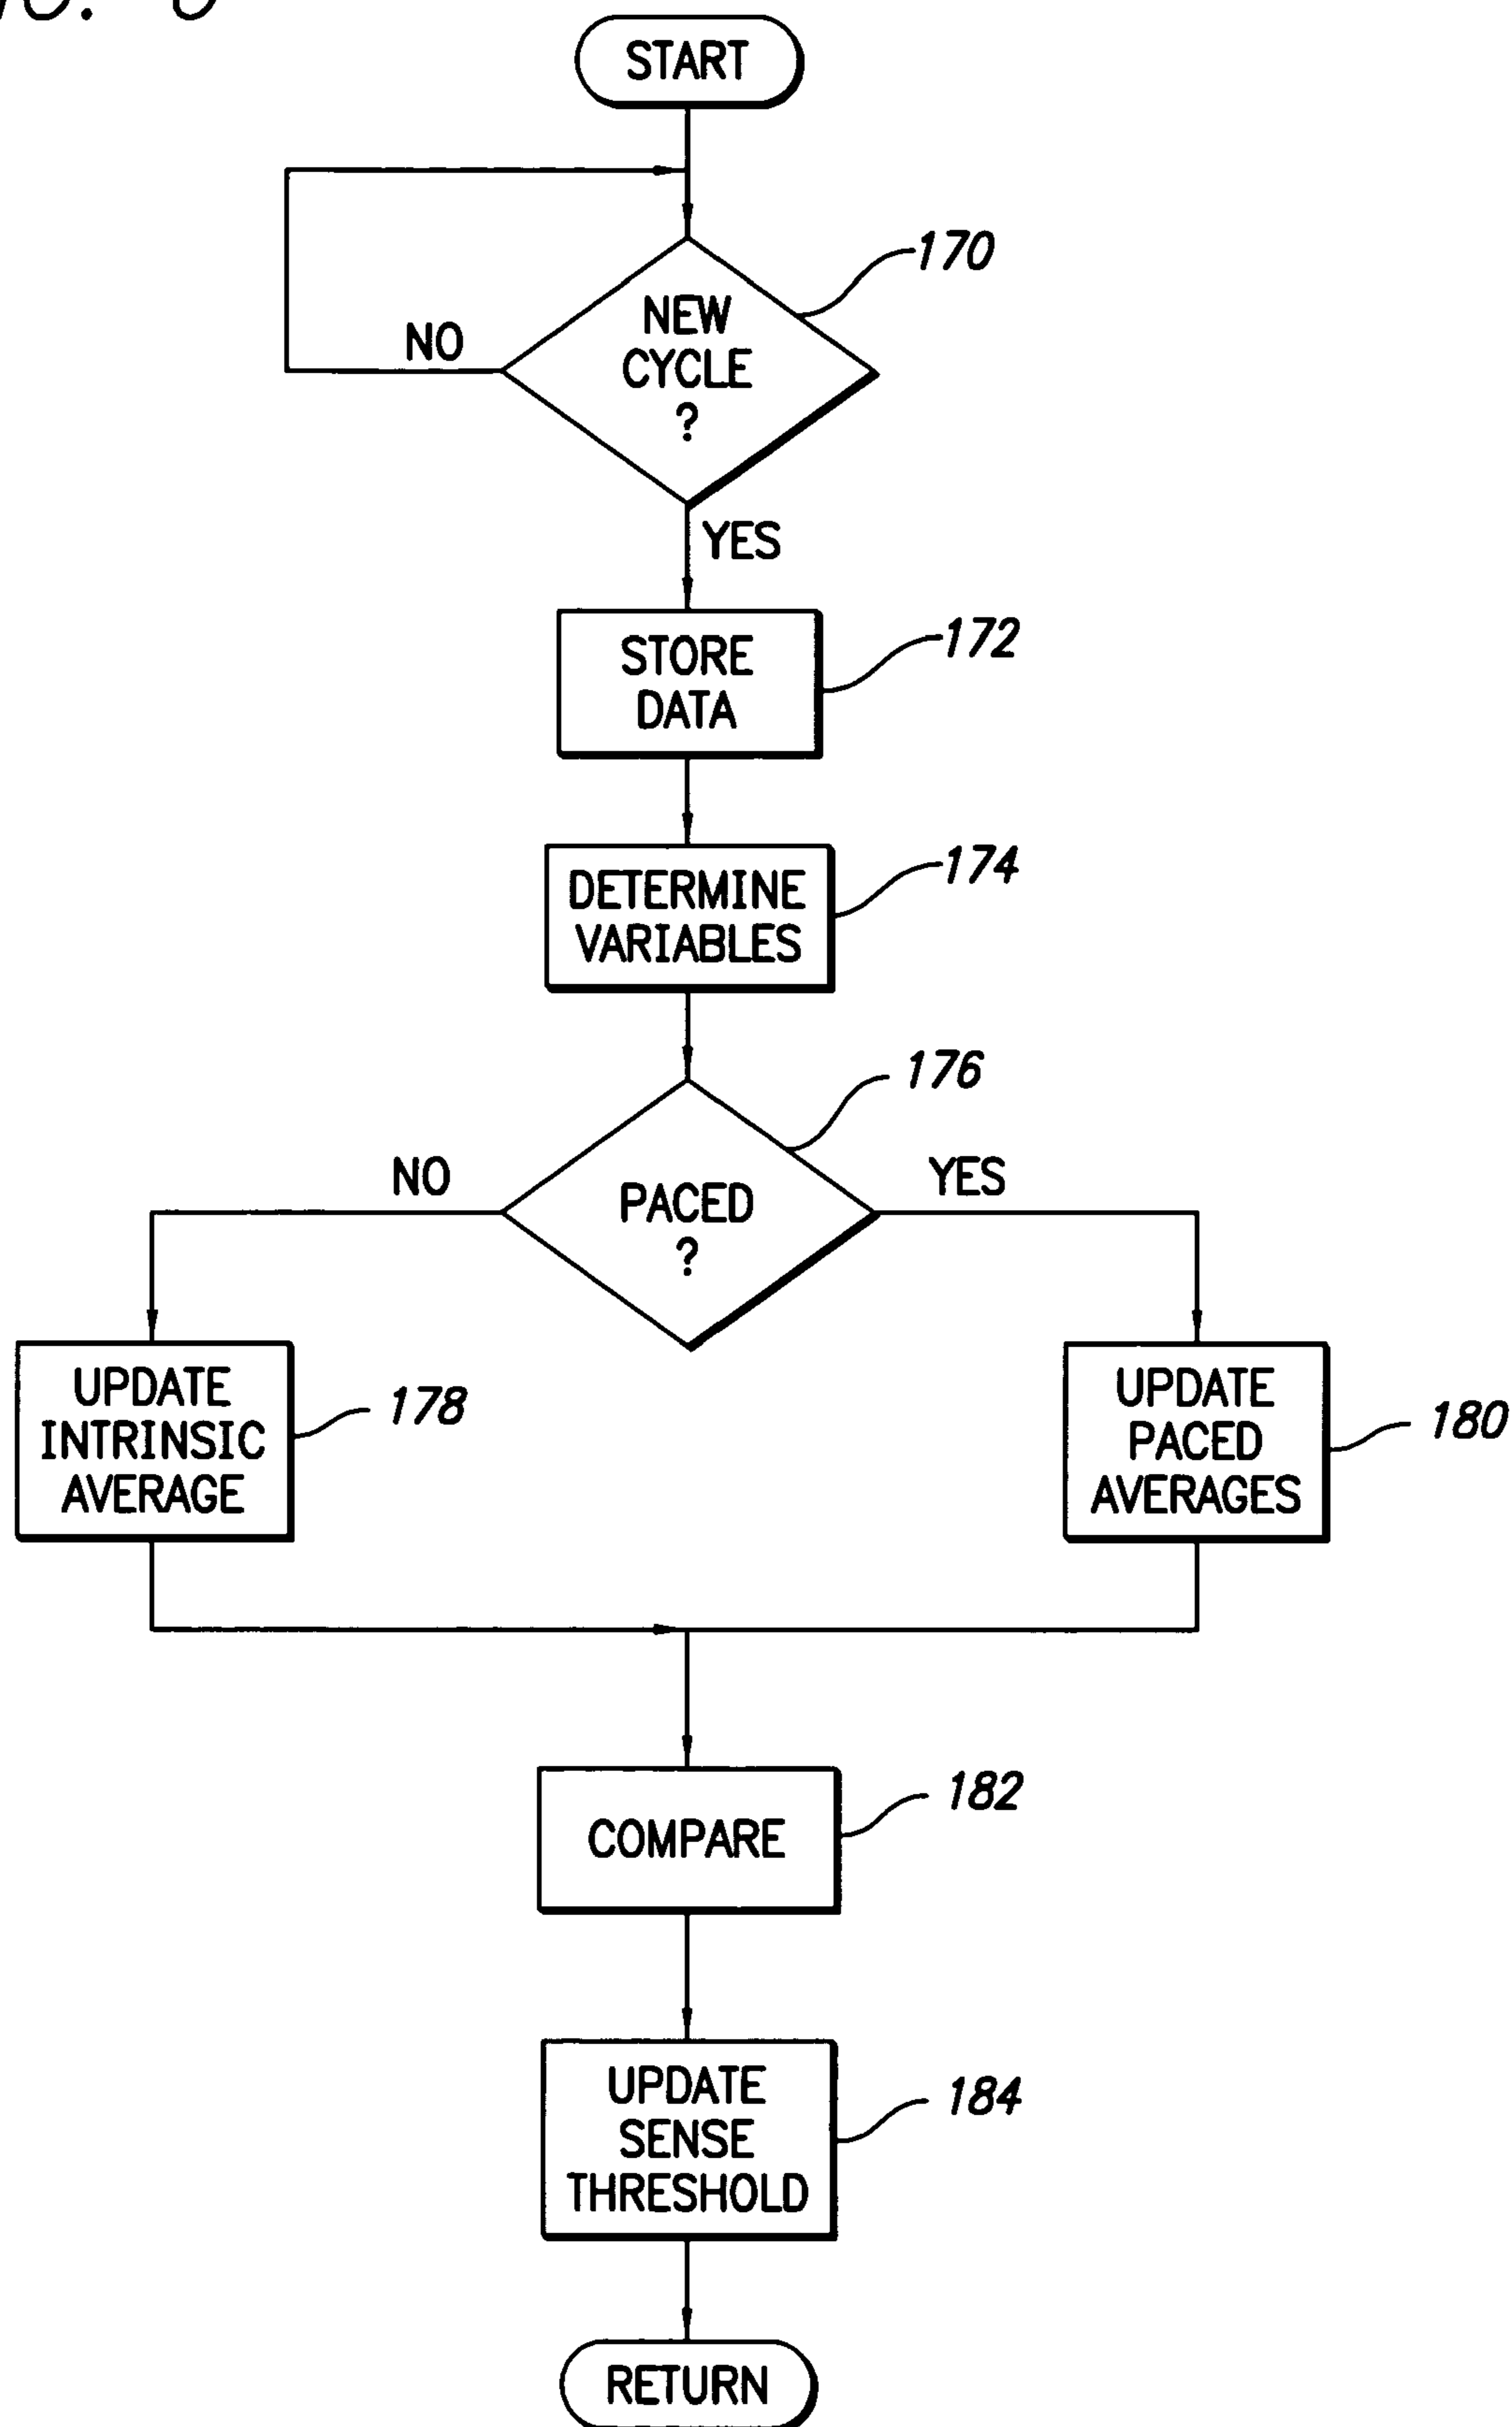 START
170
NEW
CYCLE
?
NO
YES
172
STORE
DATA
174
DETERMINE
VARIABLES
176
NO
YES
PACED
?
UPDATE
INTRINSIC
AVERAGE
178
UPDATE
PACED
AVERAGES
180
182
COMPARE
184
UPDATE
SENSE
THRESHOLD
RETURN